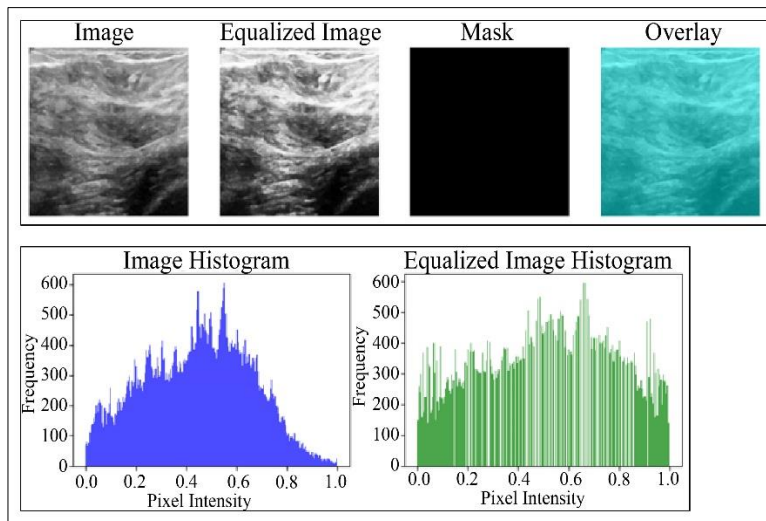 Image Equalized Image Mask Overlay
Image Histogram Equalized Image Histogram
600
500
400
300
200
100
0
Frequency
0.0 0.2 0.4 0.6 0.8 1.0
Pixel Intensity
600
500
400
300
200
100
0
Frequency
0.0 0.2 0.4 0.6 0.8 1.0
Pixel Intensity